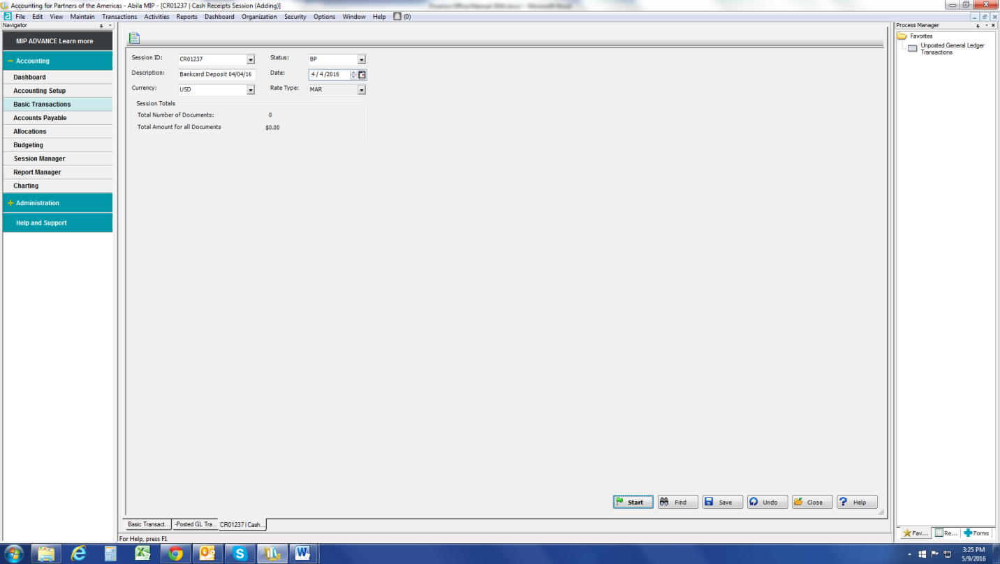 Accounting for Partners of the Americas - Abila MIP - [CR01237 | Cash Receipts Session (Adding)]
File Edit View Maintain Transactions Activities Reports Dashboard Organization Security Options Window Help (0)
Navigator
MIP ADVANCE Learn more
Accounting
Dashboard
Accounting Setup
Basic Transactions
Accounts Payable
Allocations
Budgeting
Session Manager
Report Manager
Charting
Administration
Help and Support
Session ID: CR01237 Status: BP
Description: Bankcard Deposit 04/04/16 Date: 4 / 4 /2016
Currency: USD Rate Type: MAR
Session Totals
Total Number of Documents: 0
Total Amount for all Documents $0.00
Start Find Save Undo Close Help
Basic Transact... -Posted GL Tra... CR01237 | Cash...
For Help, press F1
Process Manager
Favorites
Unposted General Ledger
Transactions
Fav... Re... Forms
3:25 PM
5/9/2016